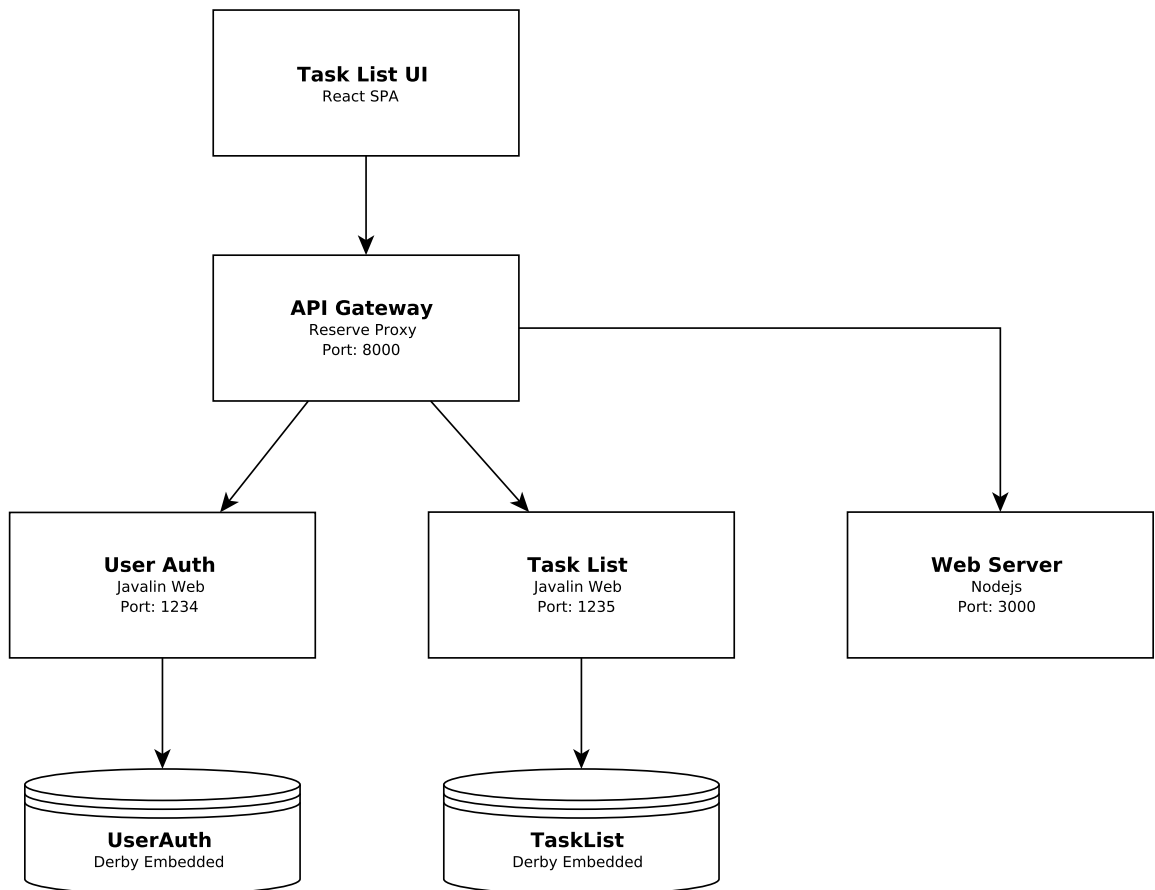 Task List UI
React SPA
API Gateway
Reserve Proxy
Port: 8000
User Auth
Javalin Web
Port: 1234
Task List
Javalin Web
Port: 1235
Web Server
Nodejs
Port: 3000
UserAuth
Derby Embedded
TaskList
Derby Embedded